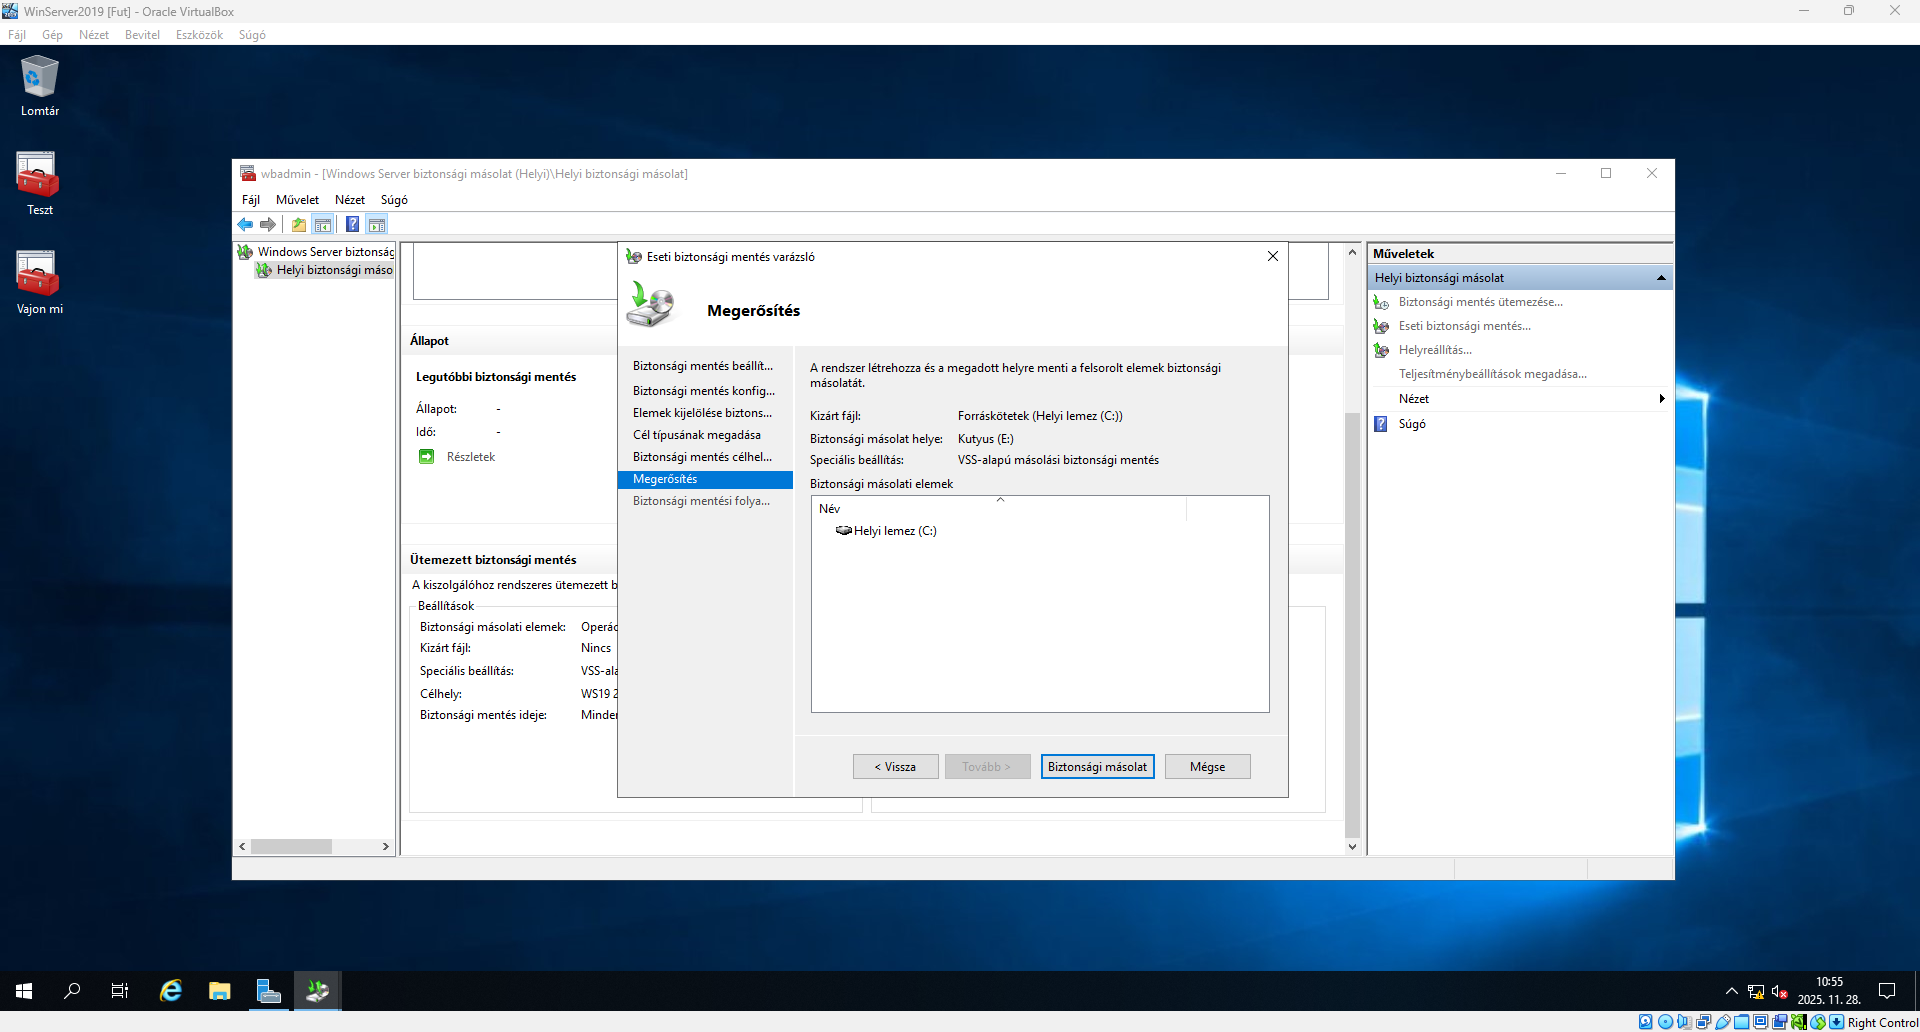 WinServer2019 [Fut] - Oracle VirtualBox
Fájl Gép Nézet Bevitel Eszközök Súgó
Lomtár
Teszt
Vajon mi
wbadmin - [Windows Server biztonsági másolat (Helyi)\Helyi biztonsági másolat]
Fájl Művelet Nézet Súgó
Windows Server biztonság
Helyi biztonsági máso
Állapot
Legutóbbi biztonsági mentés
Állapot: -
Idő: -
Részletek
Ütemezett biztonsági mentés
A kiszolgálóhoz rendszeres ütemezett b
Beállítások
Biztonsági másolati elemek: Operác
Kizárt fájl: Nincs
Speciális beállítás: VSS-ala
Célhely: WS19 2
Biztonsági mentés ideje: Minden
Eseti biztonsági mentés varázsló
Megerősítés
Biztonsági mentés beállít...
Biztonsági mentés konfig...
Elemek kijelölése biztons...
Cél típusának megadása
Biztonsági mentés célhel...
Megerősítés
Biztonsági mentési folya...
A rendszer létrehozza és a megadott helyre menti a felsorolt elemek biztonsági
másolatát.
Kizárt fájl: Forráskötetek (Helyi lemez (C:))
Biztonsági másolat helye: Kutyus (E:)
Speciális beállítás: VSS-alapú másolási biztonsági mentés
Biztonsági másolati elemek
Név
Helyi lemez (C:)
< Vissza Tovább > Biztonsági másolat Mégse
Műveletek
Helyi biztonsági másolat
Biztonsági mentés ütemezése...
Eseti biztonsági mentés...
Helyreállítás...
Teljesítménybeállítások megadása...
Nézet
Súgó
10:55
2025. 11. 28.
Right Control